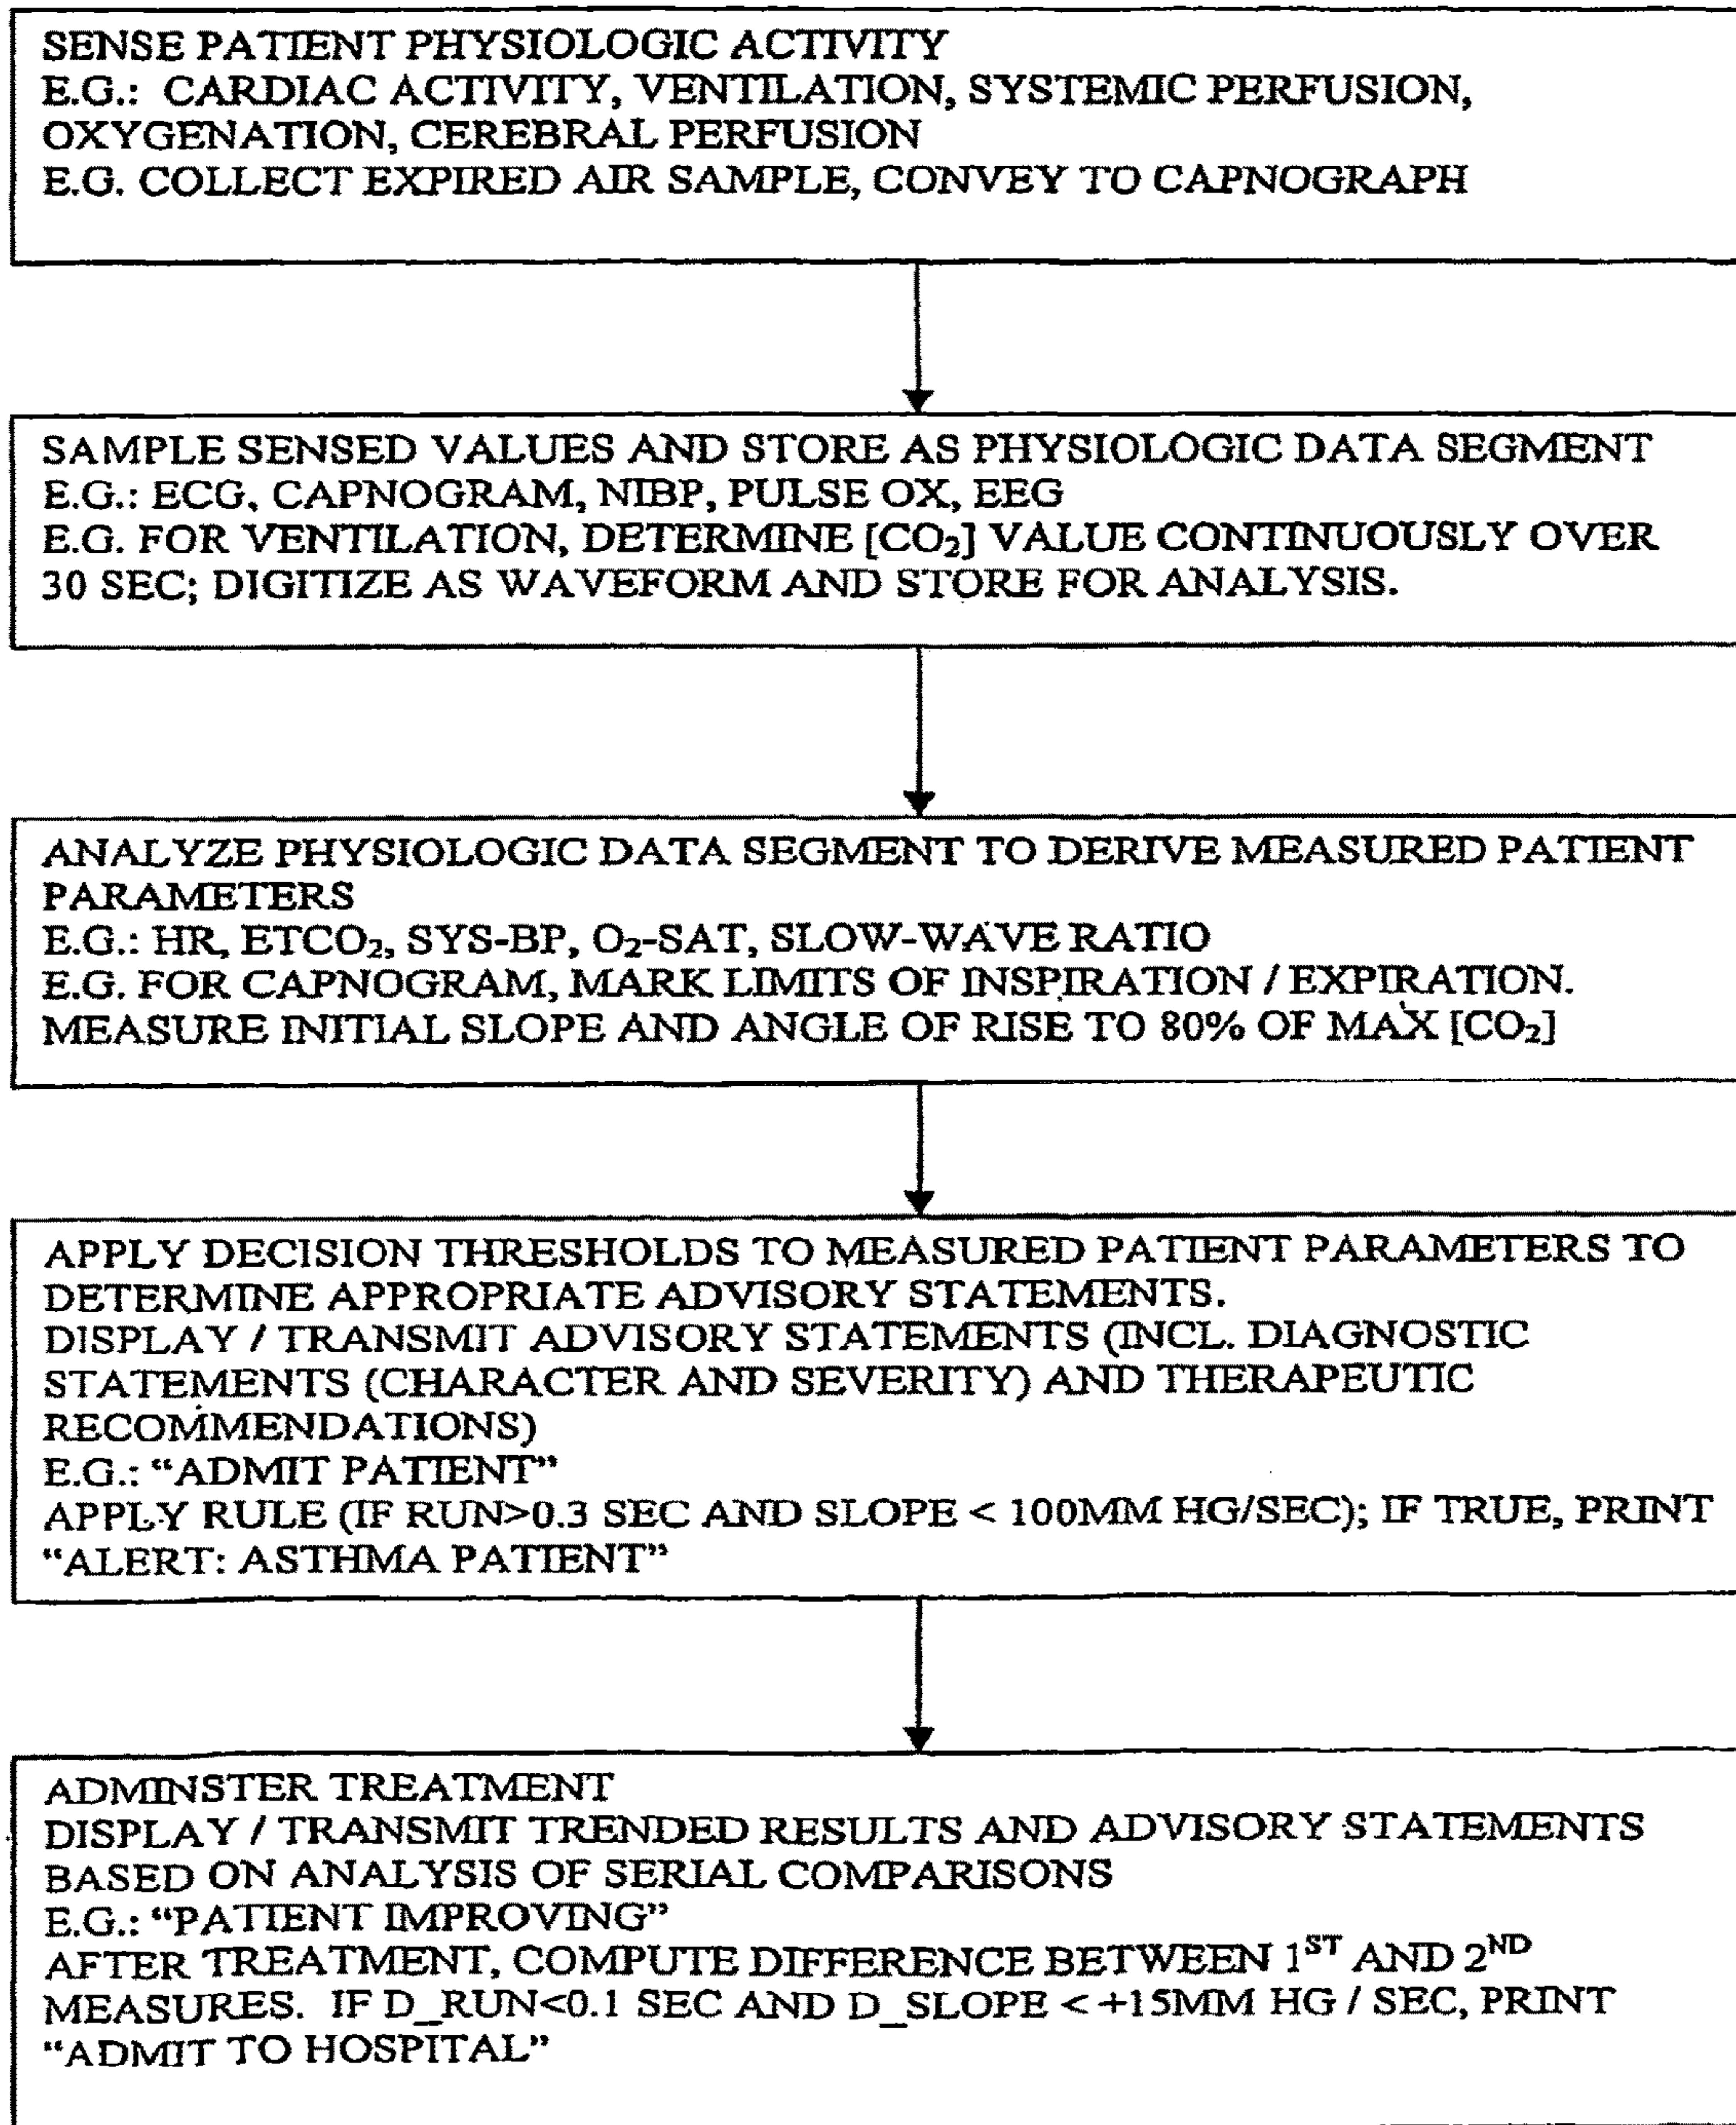 SENSE PATIENT PHYSIOLOGIC ACTIVITY
E.G.: CARDIAC ACTIVITY, VENTILATION, SYSTEMIC PERFUSION,
OXYGENATION, CEREBRAL PERFUSION
E.G. COLLECT EXPIRED AIR SAMPLE, CONVEY TO CAPNOGRAPH
SAMPLE SENSED VALUES AND STORE AS PHYSIOLOGIC DATA SEGMENT
E.G.: ECG, CAPNOGRAM, NIBP, PULSE OX, EEG
E.G. FOR VENTILATION, DETERMINE [CO₂] VALUE CONTINUOUSLY OVER
30 SEC; DIGITIZE AS WAVEFORM AND STORE FOR ANALYSIS.
ANALYZE PHYSIOLOGIC DATA SEGMENT TO DERIVE MEASURED PATIENT
PARAMETERS
E.G.: HR, ETCO₂, SYS-BP, O₂-SAT, SLOW-WAVE RATIO
E.G. FOR CAPNOGRAM, MARK LIMITS OF INSPIRATION / EXPIRATION.
MEASURE INITIAL SLOPE AND ANGLE OF RISE TO 80% OF MAX [CO₂]
APPLY DECISION THRESHOLDS TO MEASURED PATIENT PARAMETERS TO
DETERMINE APPROPRIATE ADVISORY STATEMENTS.
DISPLAY / TRANSMIT ADVISORY STATEMENTS (INCL. DIAGNOSTIC
STATEMENTS (CHARACTER AND SEVERITY) AND THERAPEUTIC
RECOMMENDATIONS)
E.G.: “ADMIT PATIENT”
APPLY RULE (IF RUN>0.3 SEC AND SLOPE < 100MM HG/SEC); IF TRUE, PRINT
“ALERT: ASTHMA PATIENT”
ADMINSTER TREATMENT
DISPLAY / TRANSMIT TRENDED RESULTS AND ADVISORY STATEMENTS
BASED ON ANALYSIS OF SERIAL COMPARISONS
E.G.: “PATIENT IMPROVING”
AFTER TREATMENT, COMPUTE DIFFERENCE BETWEEN 1ST AND 2ND
MEASURES. IF D_RUN<0.1 SEC AND D_SLOPE < +15MM HG / SEC, PRINT
“ADMIT TO HOSPITAL”